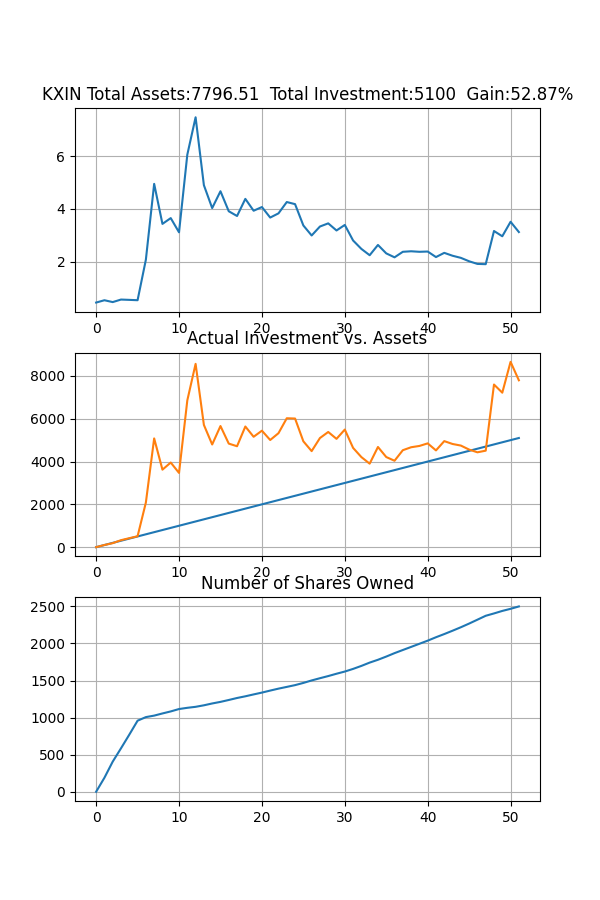 KXIN Total Assets:7796.51  Total Investment:5100  Gain:52.87%
6
4
2
0 10 20 30 40 50
Actual Investment vs. Assets
8000
6000
4000
2000
0
0 10 20 30 40 50
Number of Shares Owned
2500
2000
1500
1000
500
0
0 10 20 30 40 50